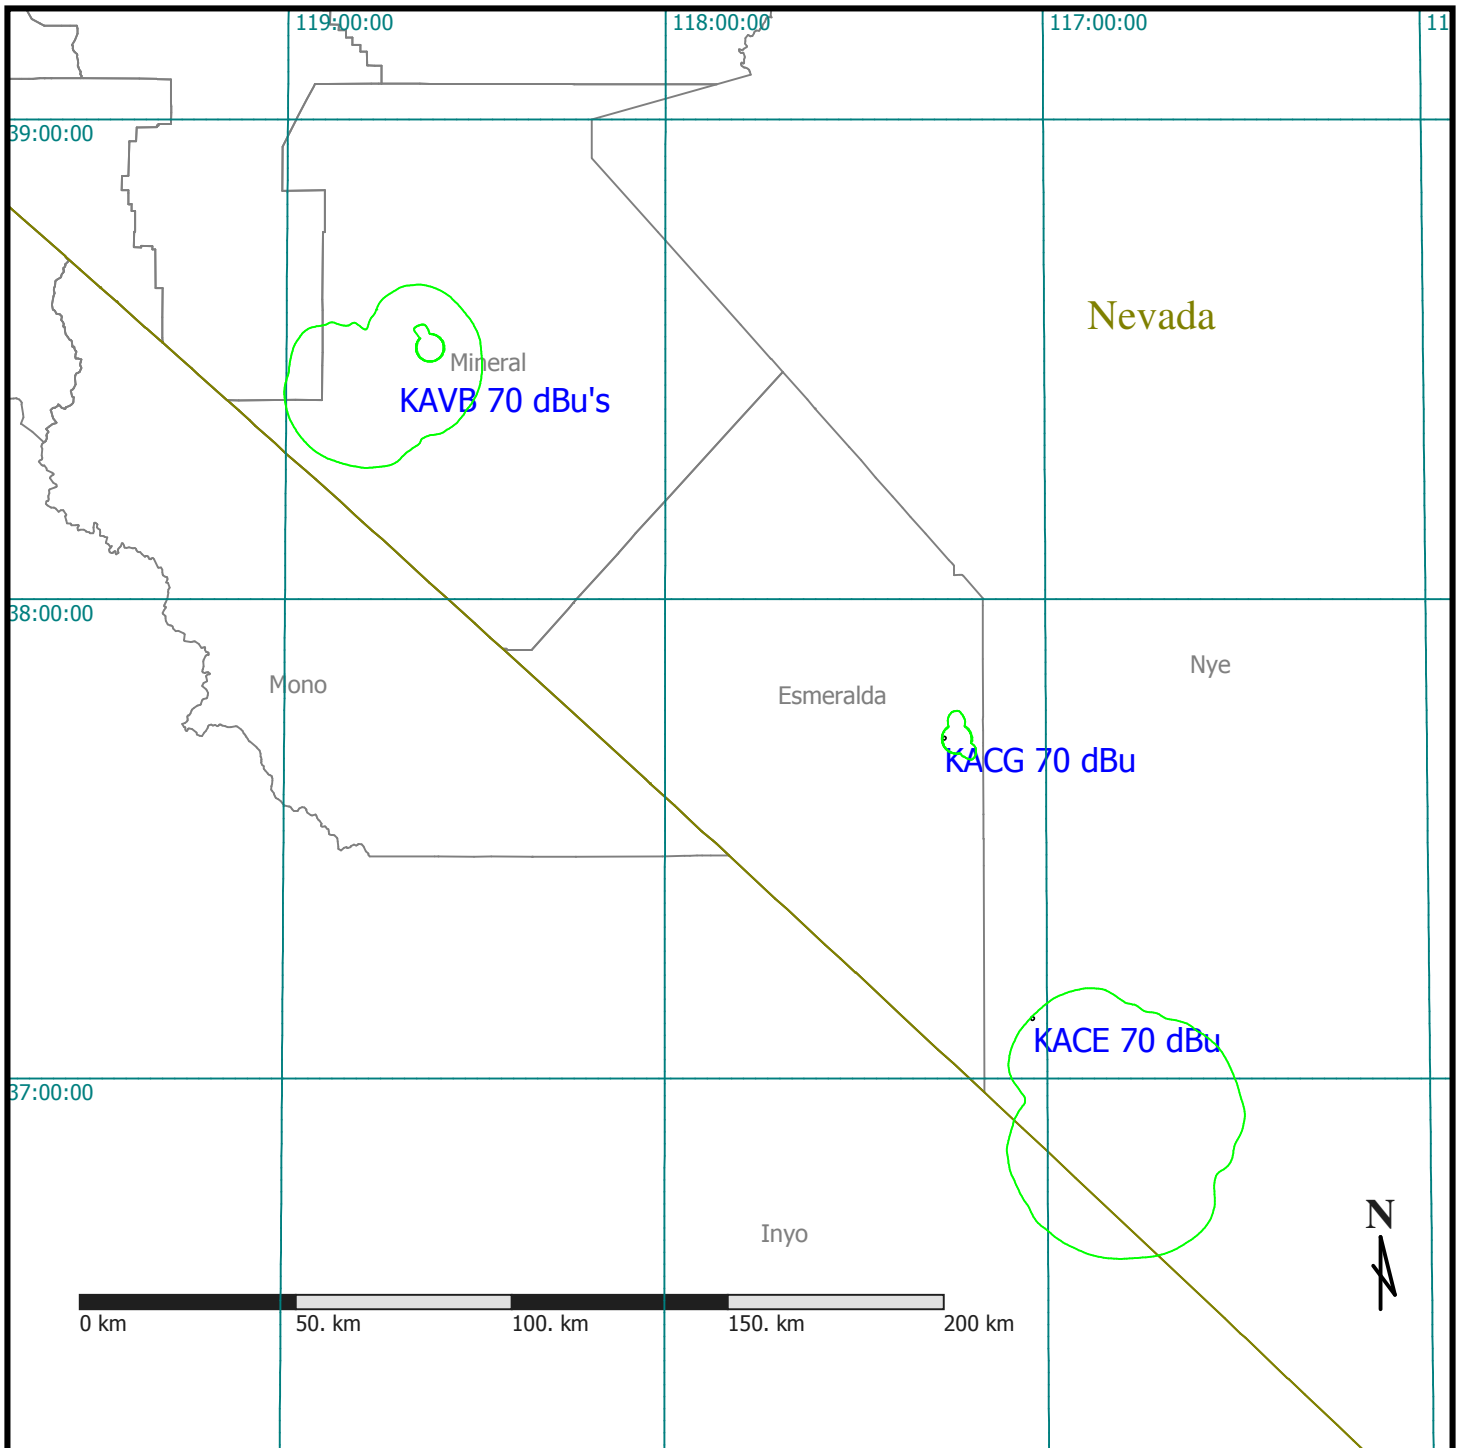 119:00:00
118:00:00
117:00:00
11
39:00:00
Nevada
Mineral
KAVB 70 dBu's
38:00:00
Nye
Mono
Esmeralda
KACG 70 dBu
KACE 70 dBu
37:00:00
N
Inyo
0 km
50. km
100. km
150. km
200 km